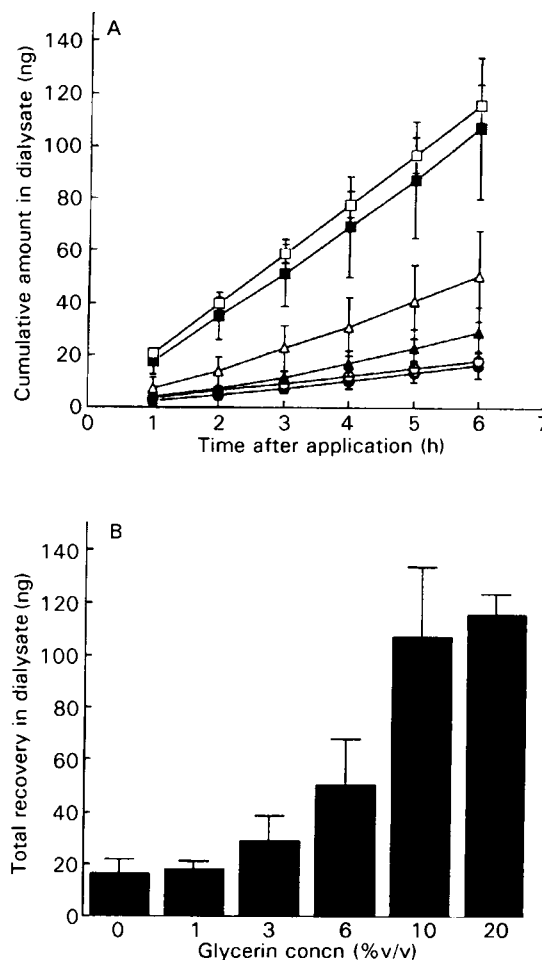 A
Cumulative amount in dialysate (ng)
140
120
100
80
60
40
20
0
0 1 2 3 4 5 6 7
Time after application (h)
B
Total recovery in dialysate (ng)
140
120
100
80
60
40
20
0
0 1 3 6 10 20
Glycerin concn (%v/v)